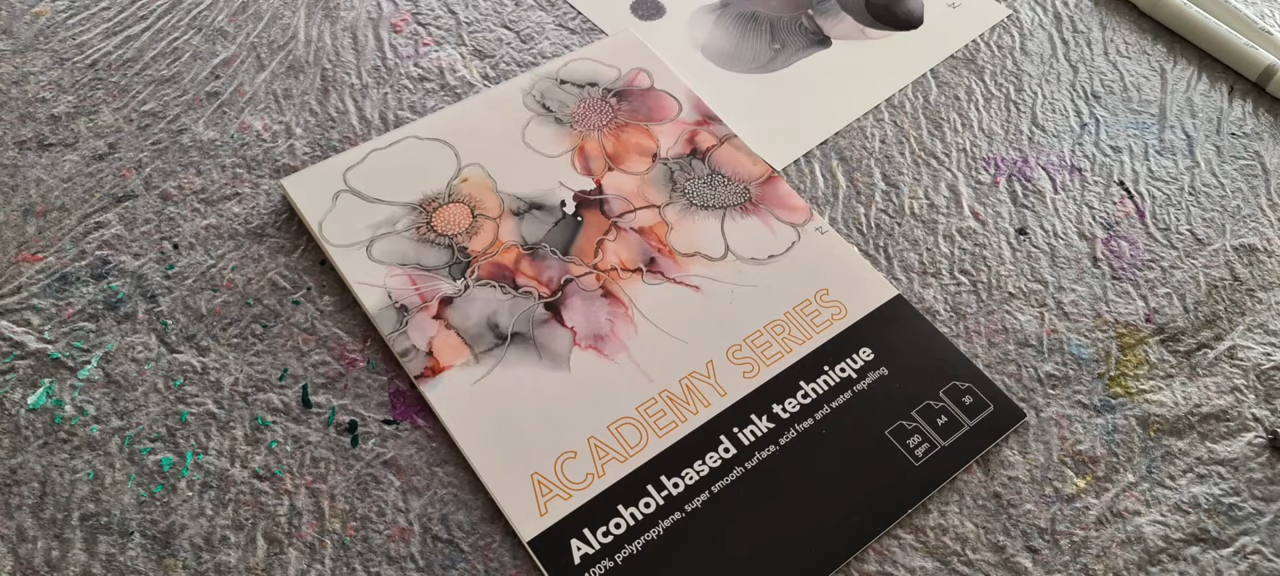 ACADEMY SERIES
Alcohol-based ink technique
100% polypropylene, super smooth surface, acid free and water repelling
200
gsm
A4
30